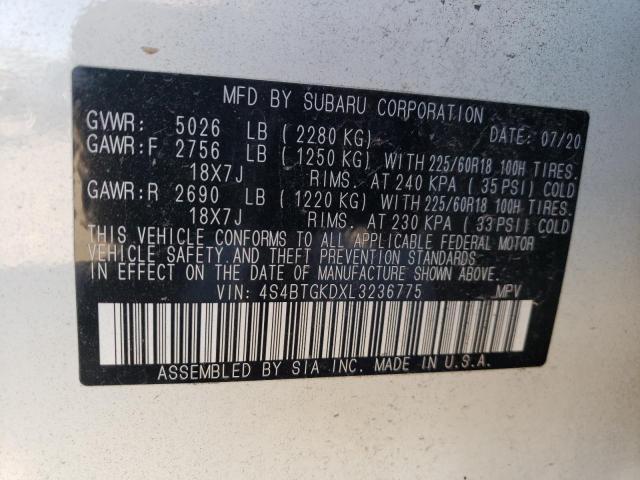 MFD BY SUBARU CORPORATION
GVWR: 5026 LB (2280 KG) DATE: 07/20
GAWR:F 2756 LB (1250 KG) WITH 225/60R18 100H TIRES.
18X7J RIMS. AT 240 KPA (35 PSI) COLD
GAWR:R 2690 LB (1220 KG) WITH 225/60R18 100H TIRES.
18X7J RIMS. AT 230 KPA (33 PSI) COLD
THIS VEHICLE CONFORMS TO ALL APPLICABLE FEDERAL MOTOR
VEHICLE SAFETY, AND THEFT PREVENTION STANDARDS
IN EFFECT ON THE DATE OF MANUFACTURE SHOWN ABOVE.
VIN: 4S4BTGKDXL3236775 MPV
ASSEMBLED BY SIA INC. MADE IN U.S.A.